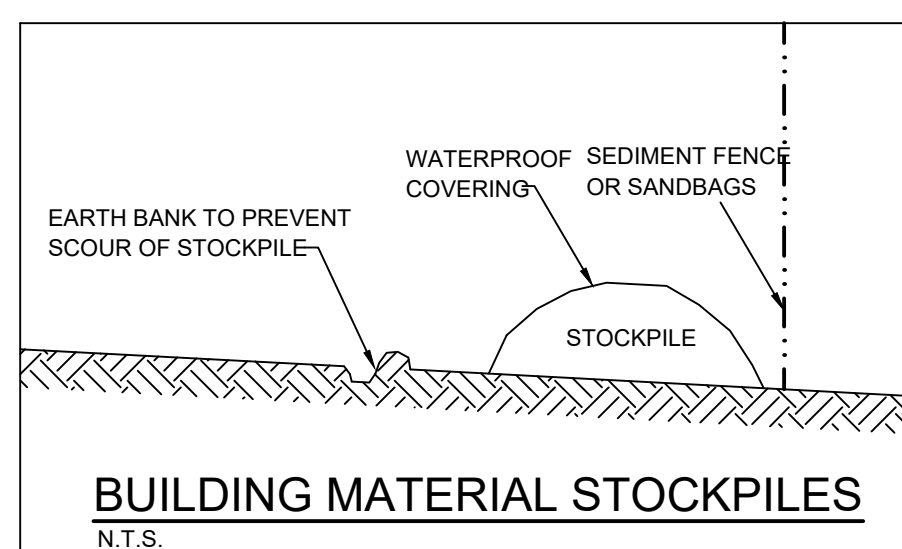 WATERPROOF
COVERING
SEDIMENT FENCE
OR SANDBAGS
EARTH BANK TO PREVENT
SCOUR OF STOCKPILE
STOCKPILE
BUILDING MATERIAL STOCKPILES
N.T.S.